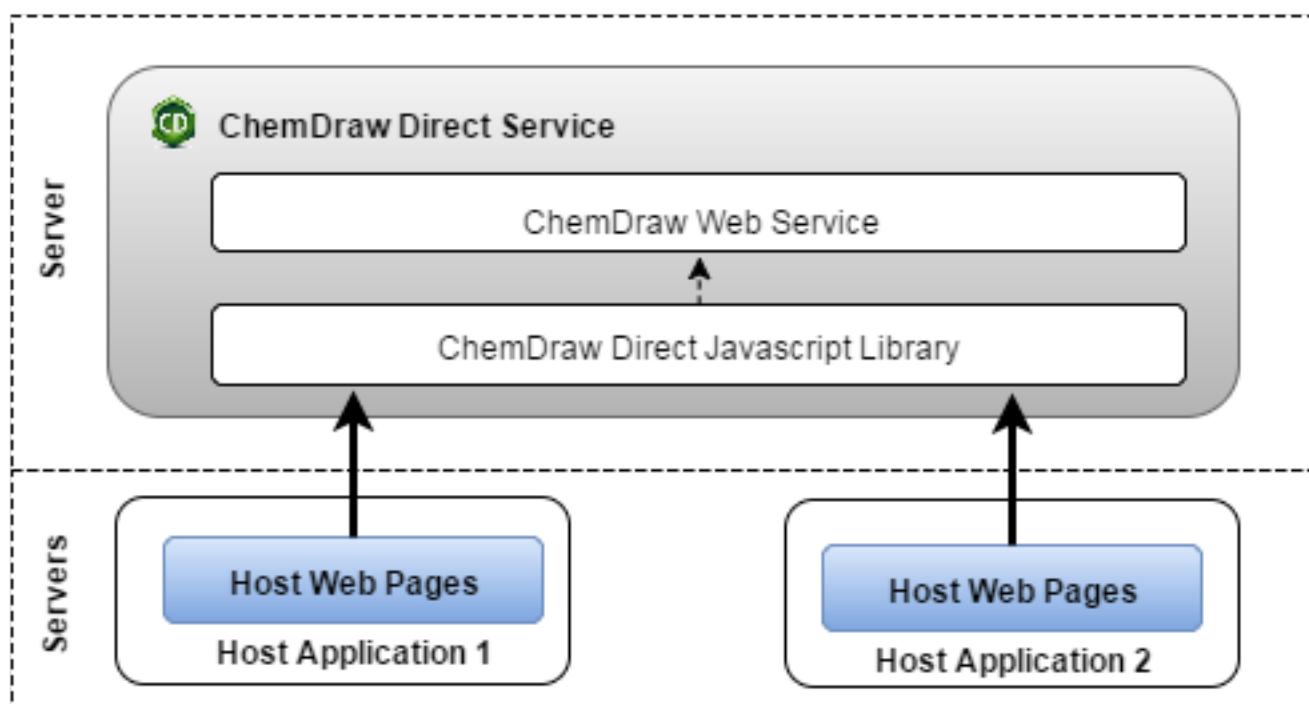 CD ChemDraw Direct Service
Server
ChemDraw Web Service
ChemDraw Direct Javascript Library
Servers
Host Web Pages
Host Application 1
Host Web Pages
Host Application 2